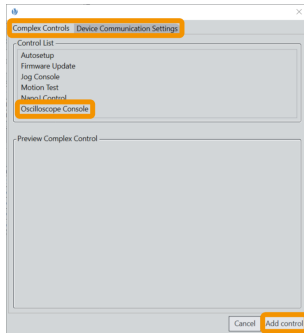 Complex Controls Device Communication Settings
Control List
Autosetup
Firmware Update
Jog Console
Motion Test
NanoJ Control
Oscilloscope Console
Preview Complex Control
Cancel Add control